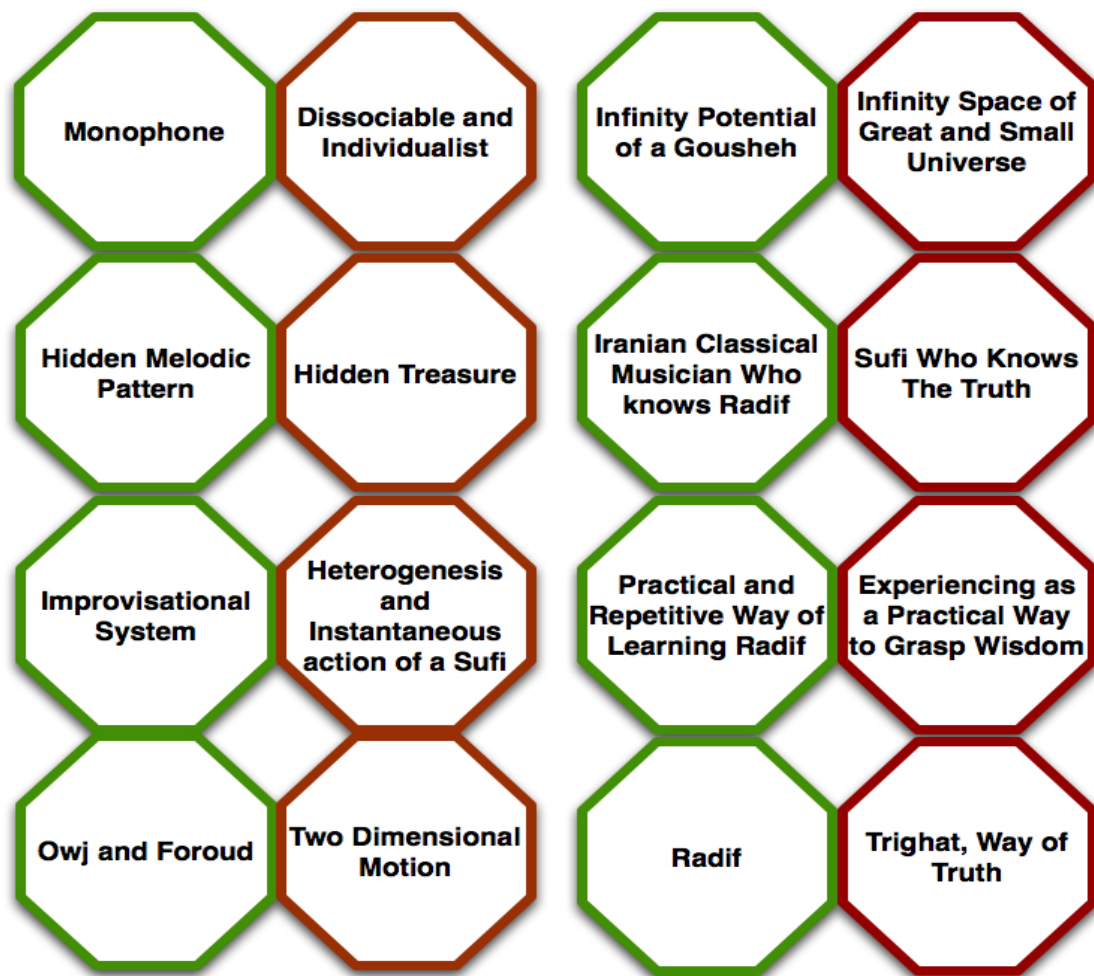 Monophone
Dissociable and
Individualist
Infinity Potential
of a Gousheh
Infinity Space of
Great and Small
Universe
Hidden Melodic
Pattern
Hidden Treasure
Iranian Classical
Musician Who
knows Radif
Sufi Who Knows
The Truth
Improvisational
System
Heterogenesis
and
Instantaneous
action of a Sufi
Practical and
Repetitive Way of
Learning Radif
Experiencing as
a Practical Way
to Grasp Wisdom
Owj and Foroud
Two Dimensional
Motion
Radif
Trighat, Way of
Truth